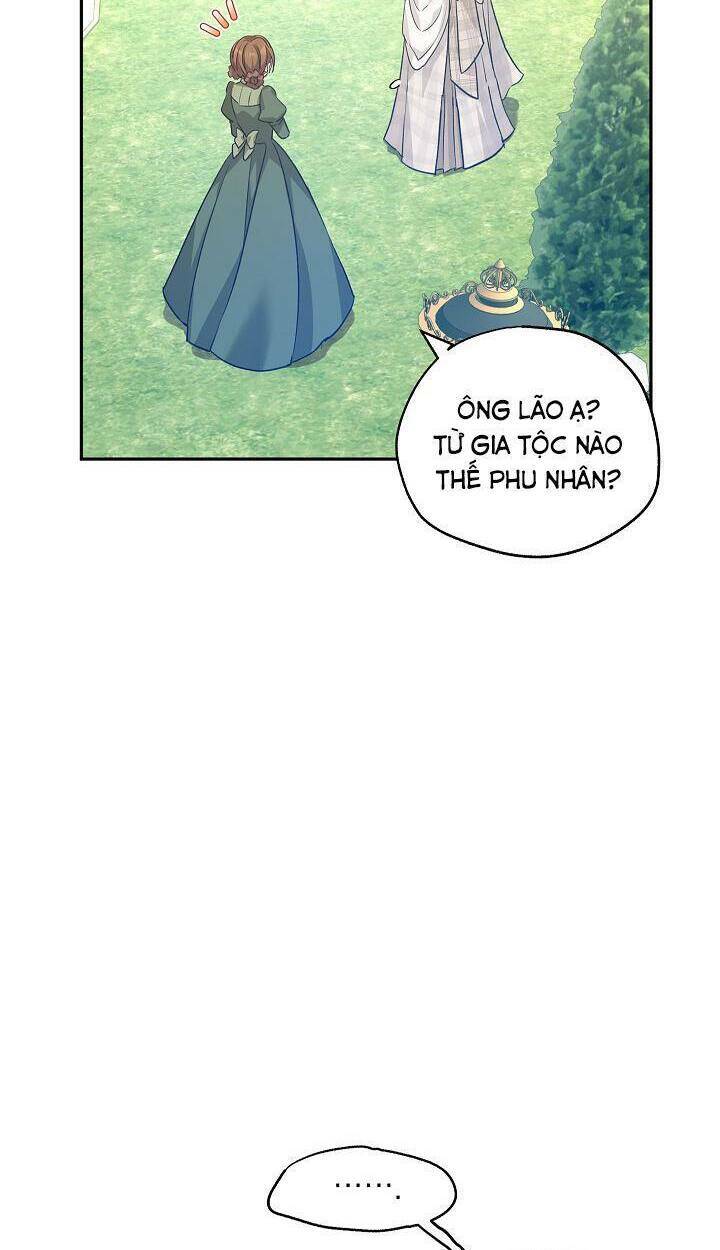 ÔNG LÃO Ạ?
TỪ GIA TỘC NÀO
THẾ PHU NHÂN?
.......